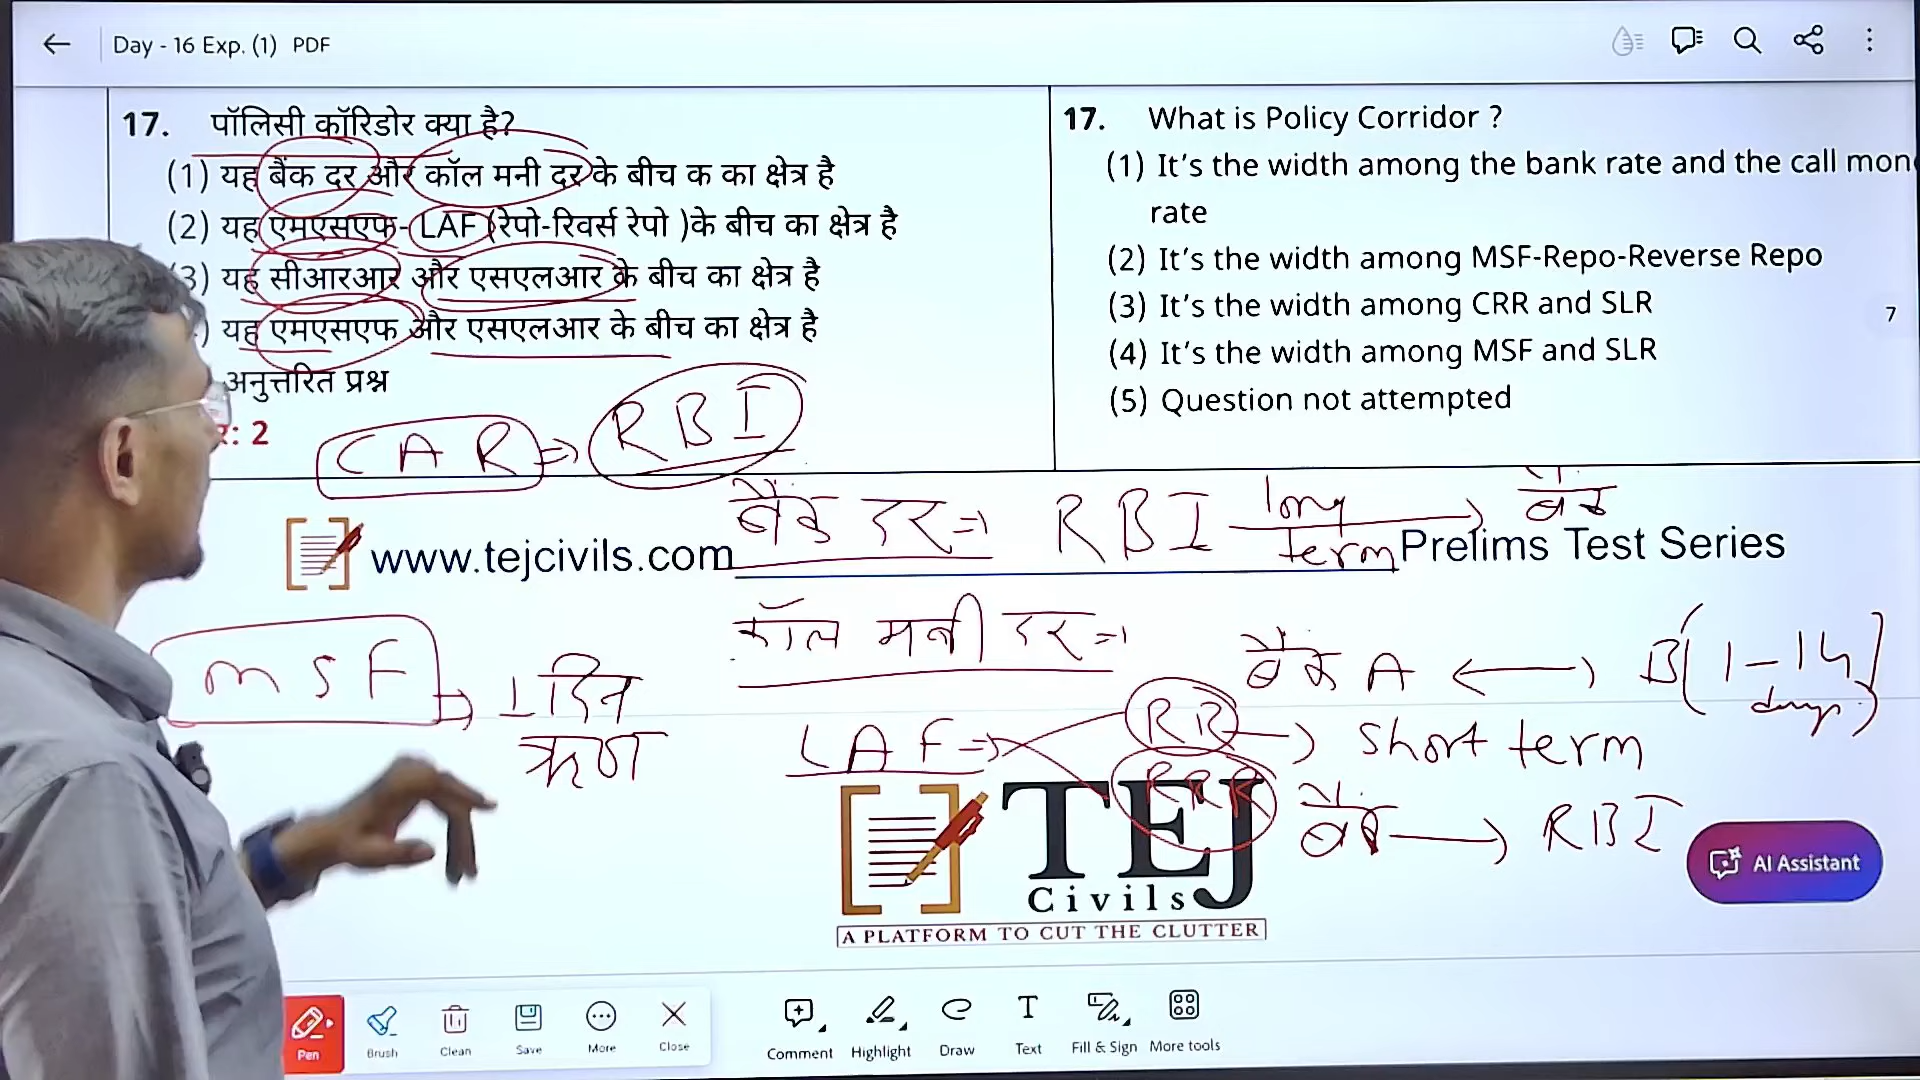 Day - 16 Exp. (1) PDF
17. पॉलिसी कॉरिडोर क्या है?
(1) यह बैंक दर और कॉल मनी दर के बीच क का क्षेत्र है
(2) यह एमएसएफ- LAF (रेपो-रिवर्स रेपो )के बीच का क्षेत्र है
3) यह सीआरआर और एसएलआर के बीच का क्षेत्र है
) यह एमएसएफ और एसएलआर के बीच का क्षेत्र है
अनुत्तरित प्रश्न
र: 2
17. What is Policy Corridor ?
(1) It's the width among the bank rate and the call mon
rate
(2) It's the width among MSF-Repo-Reverse Repo
(3) It's the width among CRR and SLR
(4) It's the width among MSF and SLR
(5) Question not attempted
7
CAR ⇒ RBI
बैंक दर ⇒ RBI long term → बैंक
www.tejcivils.com
Prelims Test Series
कॉल मनी दर ⇒
बैंक A ↔ B (1-14 days)
MSF → 1 दिन
ऋण
LAF ⇒ RR → short term
RRR बैंक → RBI
TEJ
Civils
A PLATFORM TO CUT THE CLUTTER
AI Assistant
Pen Brush Clean Save More Close
Comment Highlight Draw Text Fill & Sign More tools